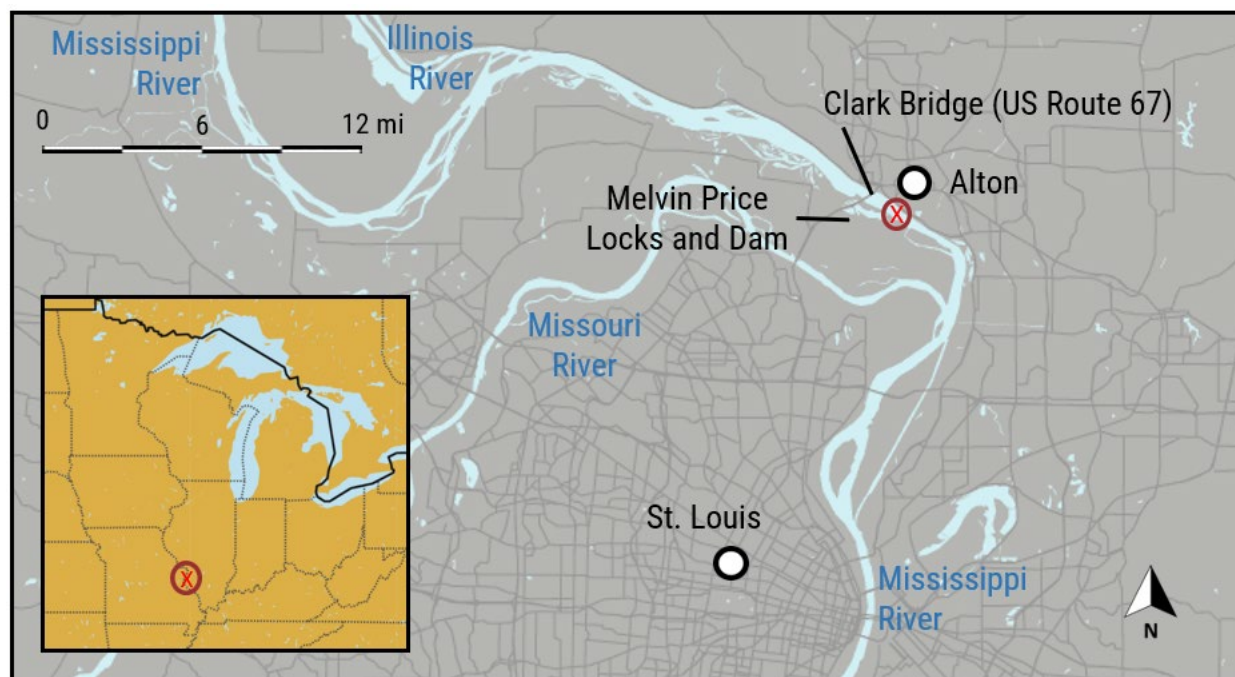 Mississippi
River
Illinois
River
0 6 12 mi
Clark Bridge (US Route 67)
X
Alton
Melvin Price
Locks and Dam
Missouri
River
St. Louis
X
Mississippi
River
N